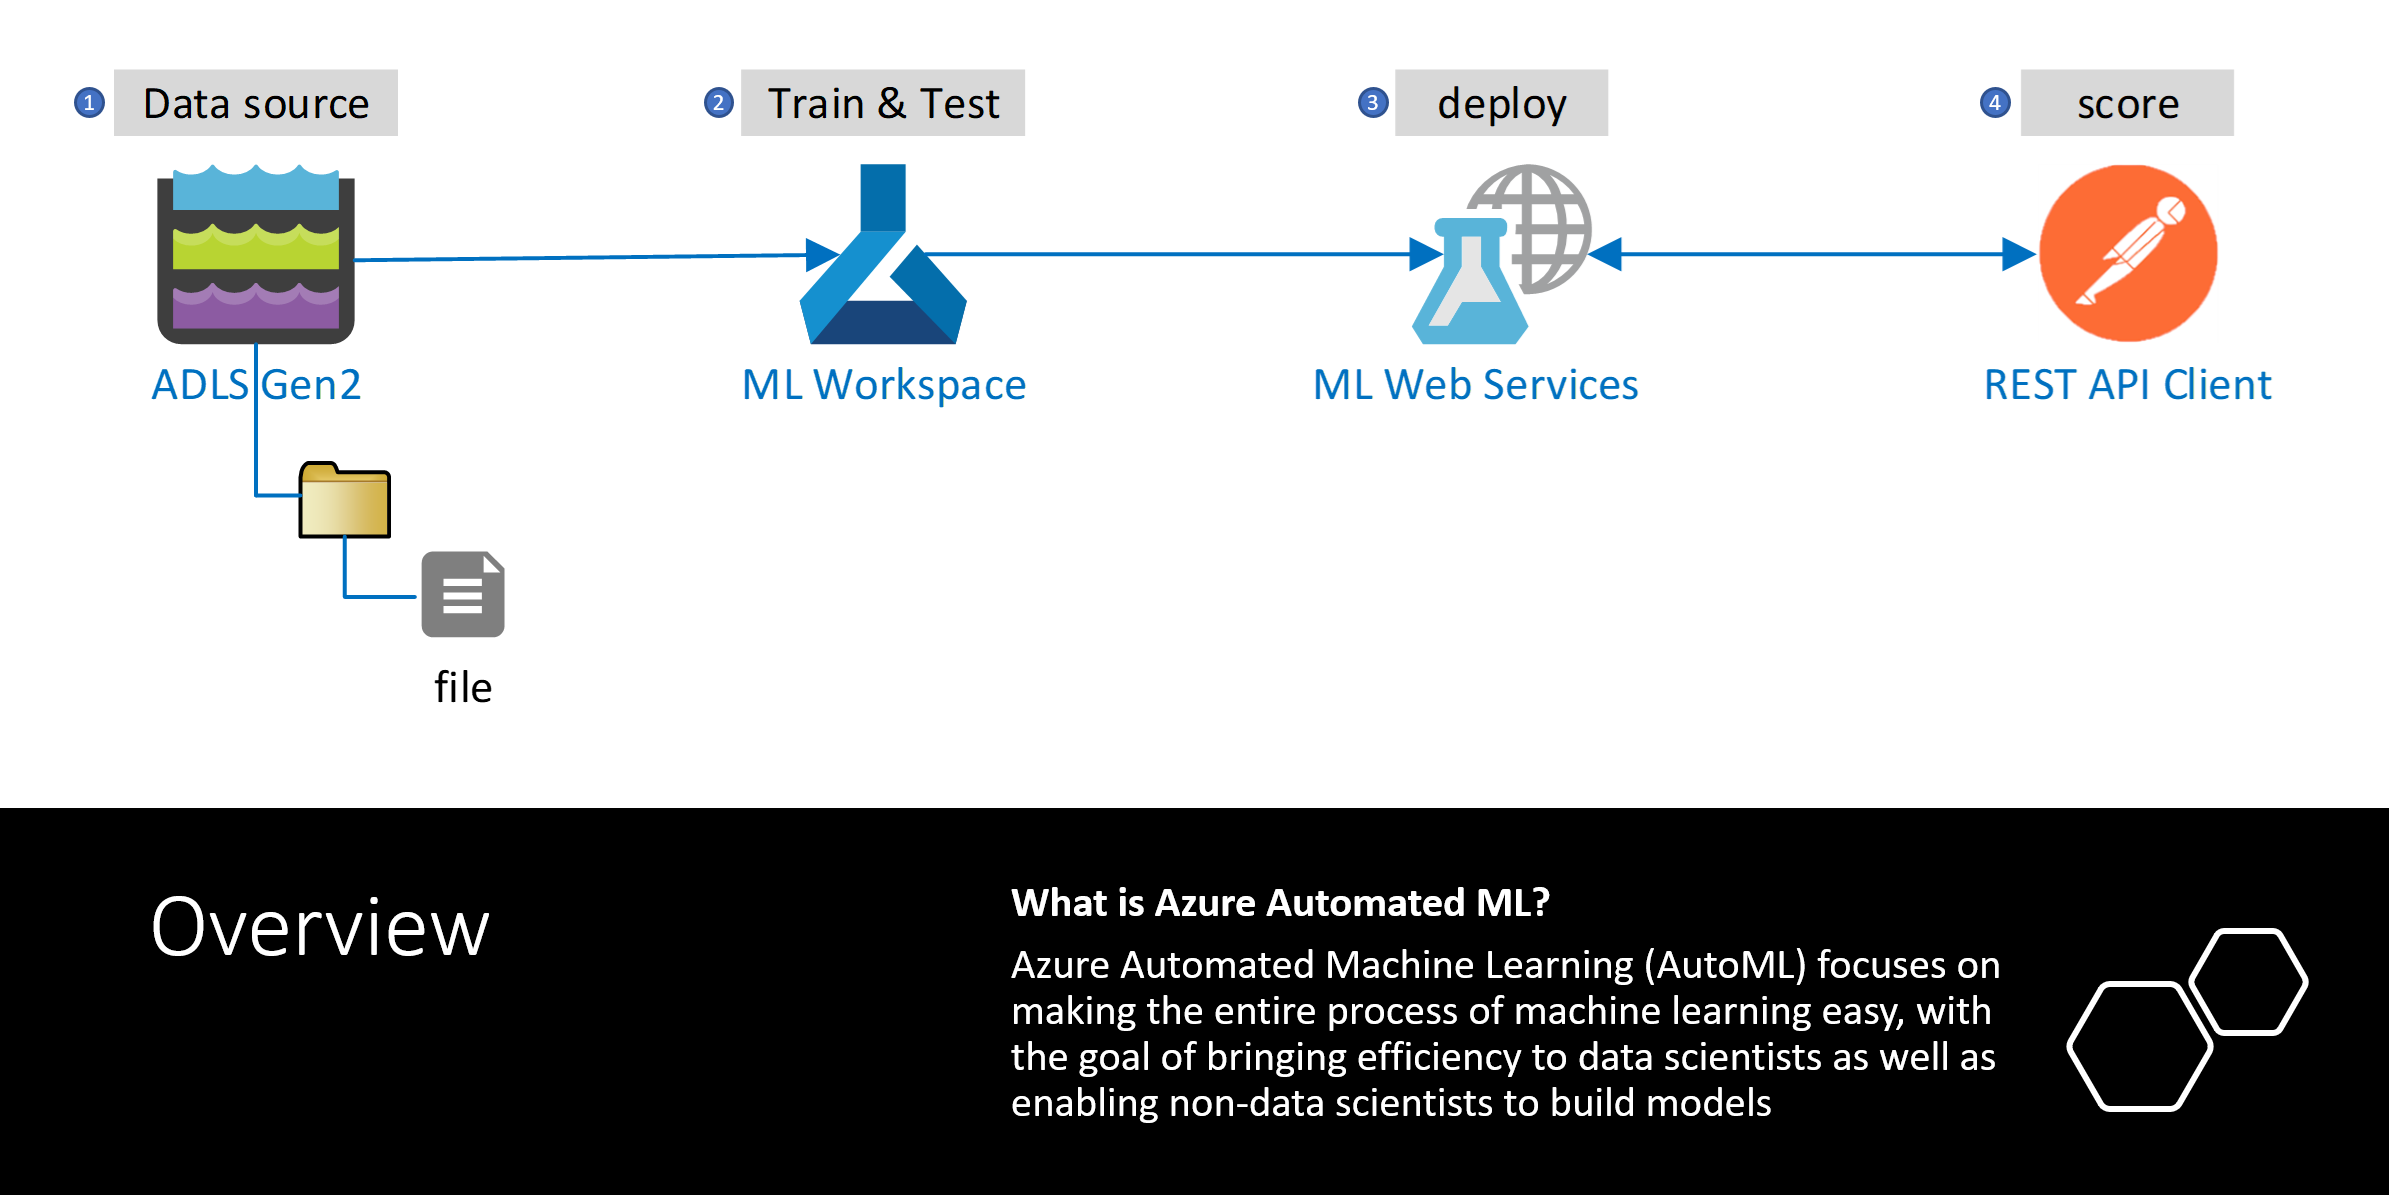 1 Data source
2 Train & Test
3 deploy
4 score
ADLS Gen2
ML Workspace
ML Web Services
REST API Client
file
Overview
What is Azure Automated ML?
Azure Automated Machine Learning (AutoML) focuses on
making the entire process of machine learning easy, with
the goal of bringing efficiency to data scientists as well as
enabling non-data scientists to build models